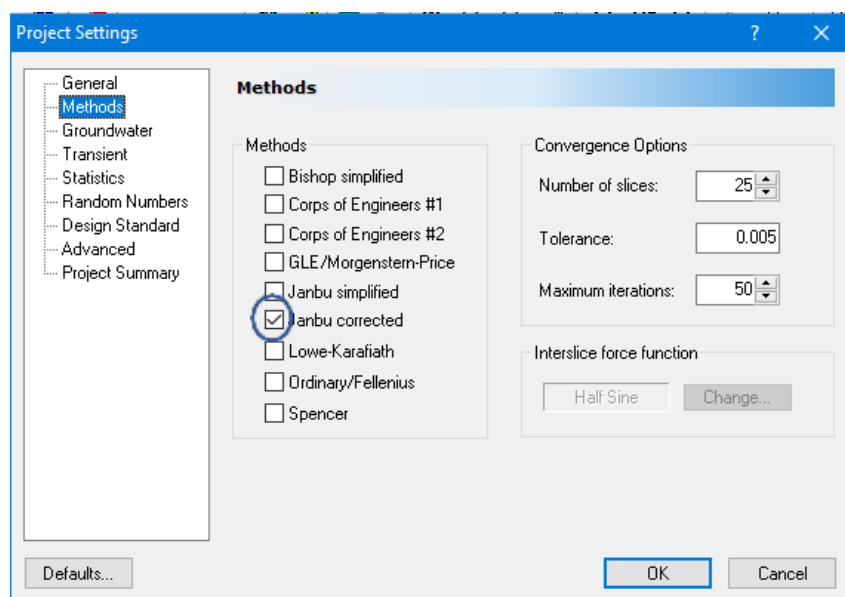 Project Settings
? X
General
Methods
Groundwater
Transient
Statistics
Random Numbers
Design Standard
Advanced
Project Summary
Methods
Methods
Bishop simplified
Corps of Engineers #1
Corps of Engineers #2
GLE/Morgenstern-Price
Janbu simplified
Janbu corrected
Lowe-Karafiath
Ordinary/Fellenius
Spencer
Convergence Options
Number of slices: 25
Tolerance: 0.005
Maximum iterations: 50
Interslice force function
Half Sine Change...
Defaults... OK Cancel